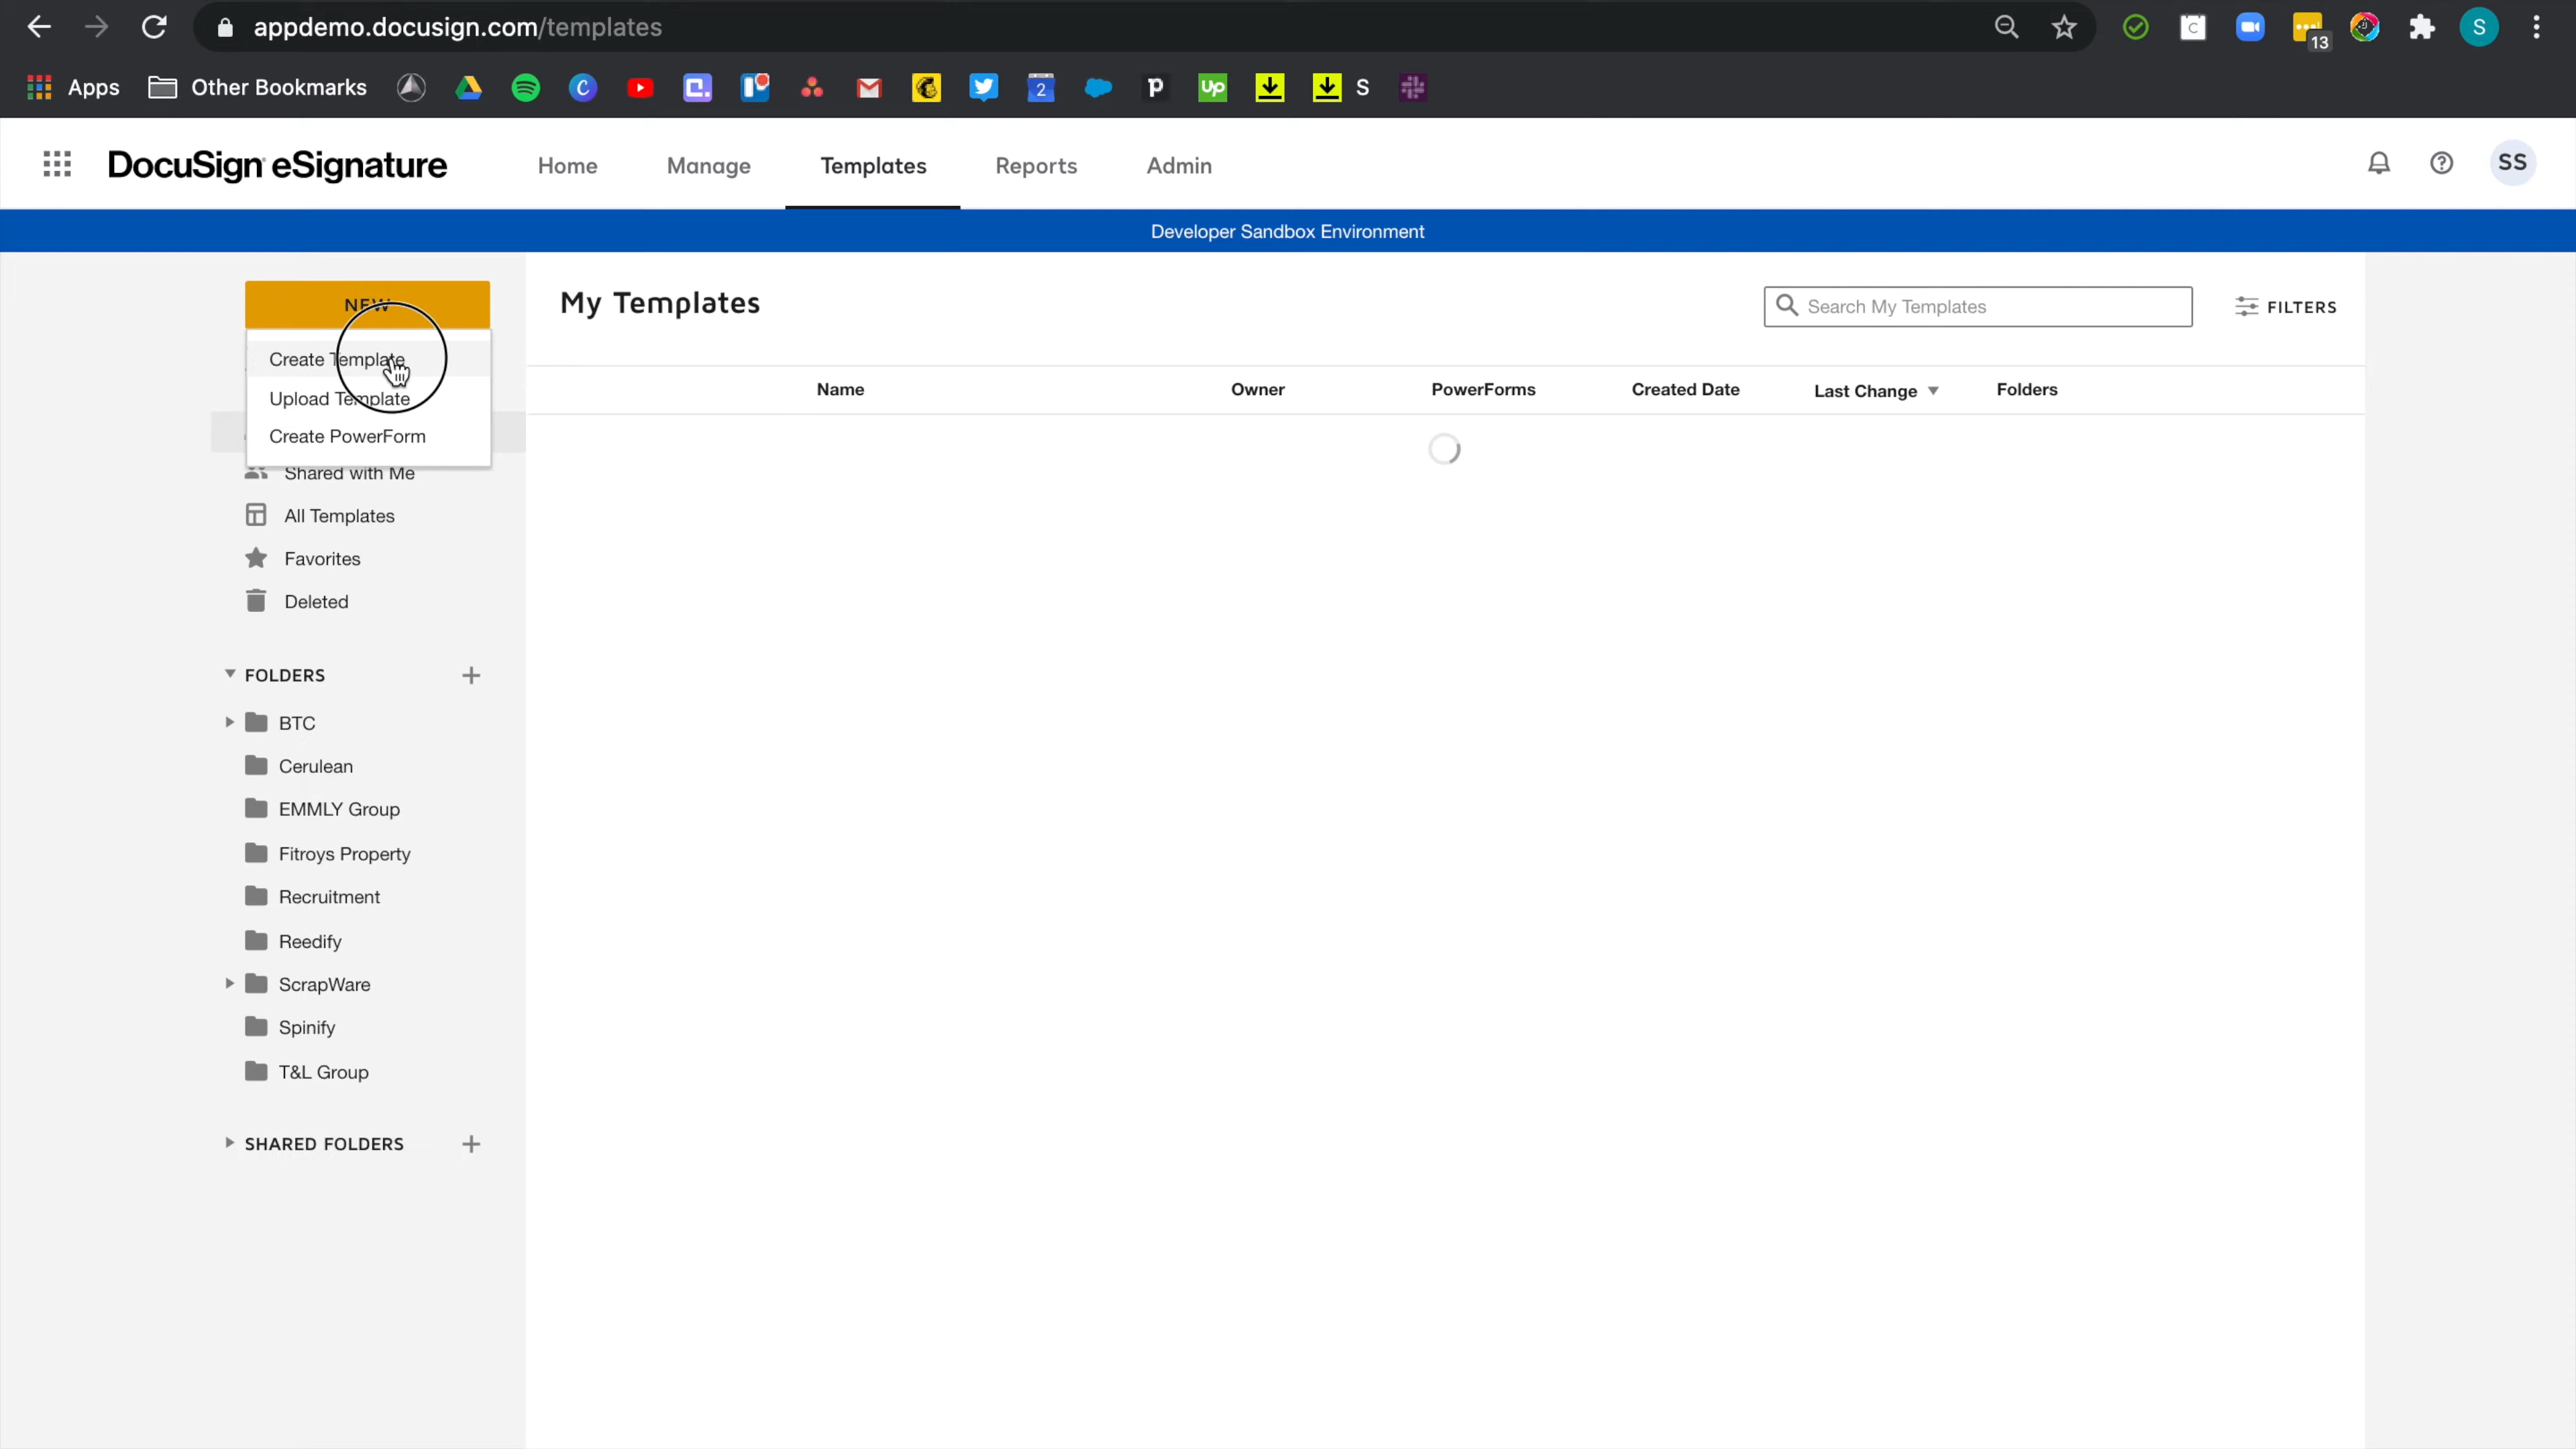 appdemo.docusign.com/templates
13
S
Apps
Other Bookmarks
2
S
DocuSign eSignature
Home
Manage
Templates
Reports
Admin
SS
Developer Sandbox Environment
NEW
My Templates
Search My Templates
FILTERS
Create Template
Upload Template
Create PowerForm
Name
Owner
PowerForms
Created Date
Last Change
Folders
Shared with Me
All Templates
Favorites
Deleted
FOLDERS
BTC
Cerulean
EMMLY Group
Fitroys Property
Recruitment
Reedify
ScrapWare
Spinify
T&L Group
SHARED FOLDERS